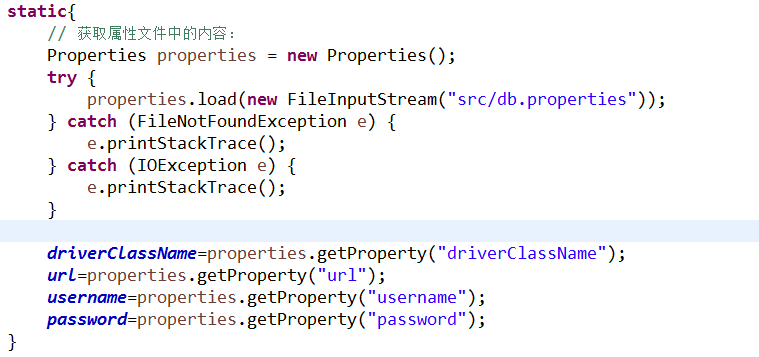 static{
// 获取属性文件中的内容：
Properties properties = new Properties();
try {
properties.load(new FileInputStream("src/db.properties"));
} catch (FileNotFoundException e) {
e.printStackTrace();
} catch (IOException e) {
e.printStackTrace();
}
driverClassName=properties.getProperty("driverClassName");
url=properties.getProperty("url");
username=properties.getProperty("username");
password=properties.getProperty("password");
}